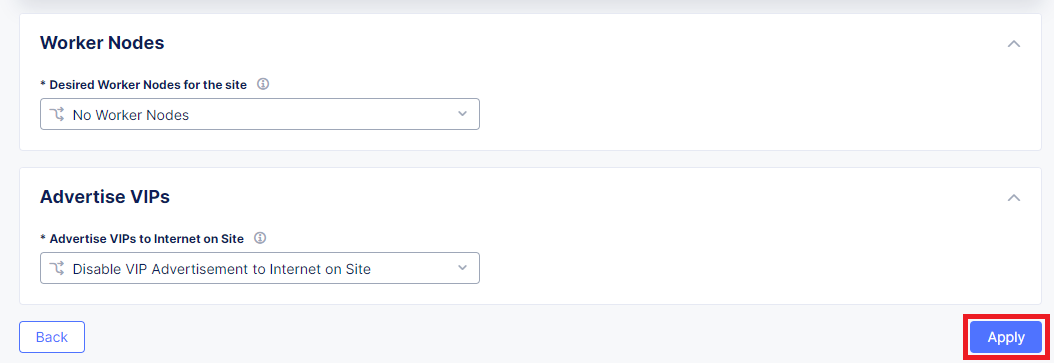 Worker Nodes
* Desired Worker Nodes for the site
No Worker Nodes
Advertise VIPs
* Advertise VIPs to Internet on Site
Disable VIP Advertisement to Internet on Site
Back
Apply